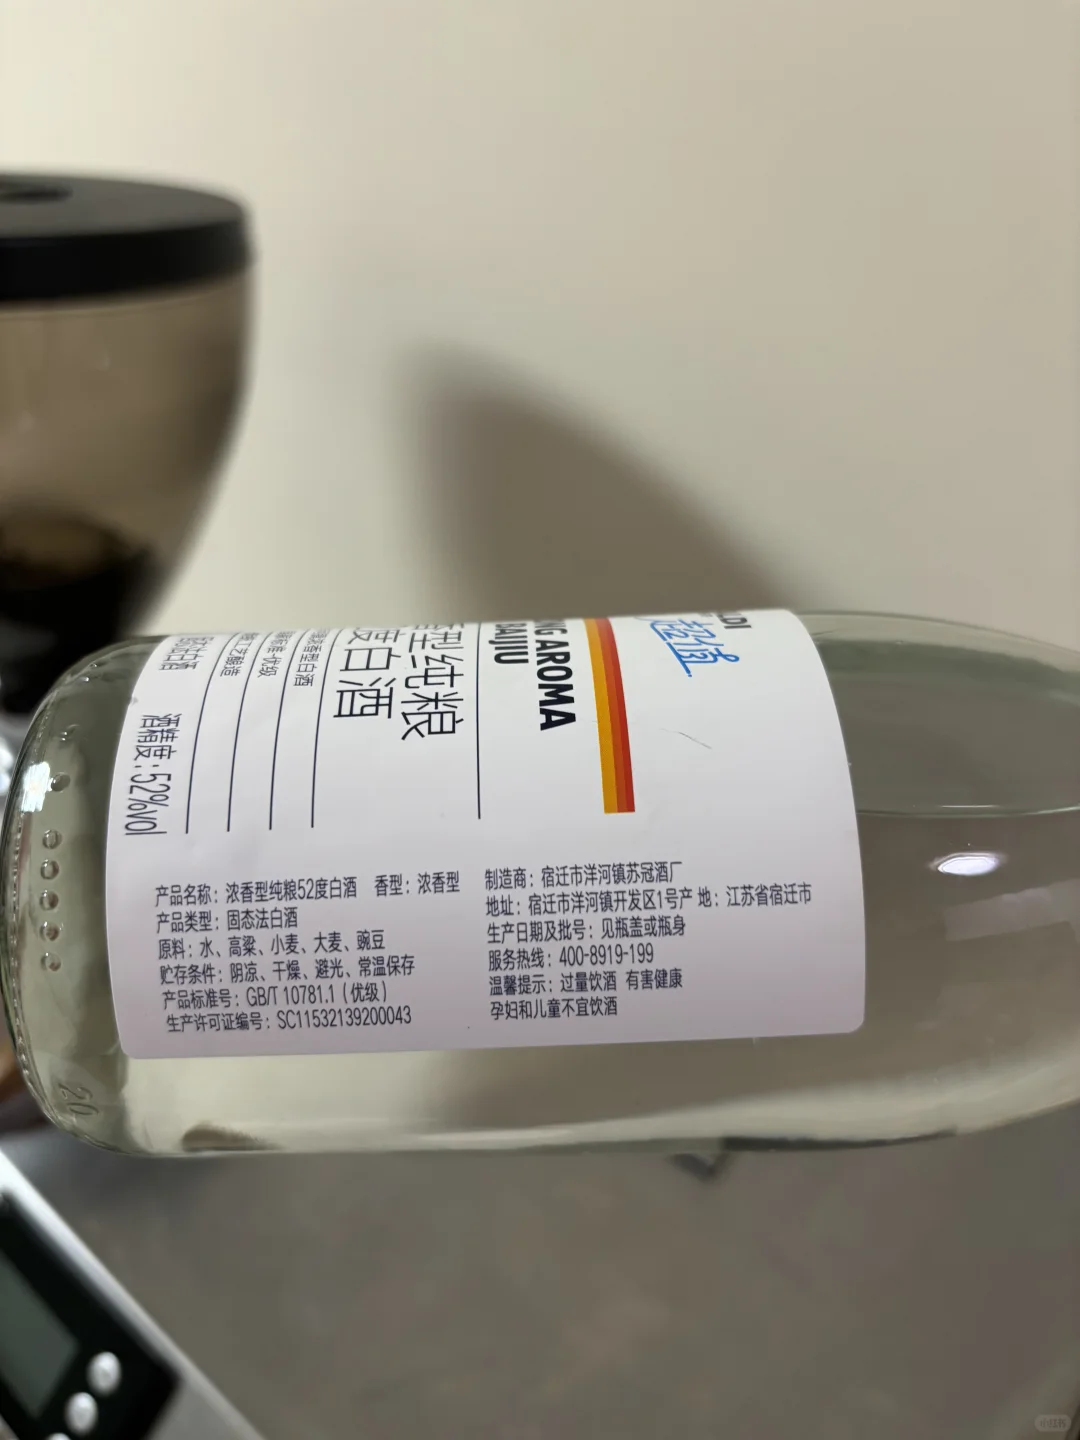 超值
AROMA
BAIJIU
型纯粮
度白酒
酒精度:52%vol
产品名称：浓香型纯粮52度白酒 香型：浓香型
产品类型：固态法白酒
原料：水、高粱、小麦、大麦、豌豆
贮存条件：阴凉、干燥、避光、常温保存
产品标准号：GB/T 10781.1（优级）
生产许可证编号：SC11532139200043
制造商：宿迁市洋河镇苏冠酒厂
地址：宿迁市洋河镇开发区1号产 地：江苏省宿迁市
生产日期及批号：见瓶盖或瓶身
服务热线：400-8919-199
温馨提示：过量饮酒 有害健康
孕妇和儿童不宜饮酒
20